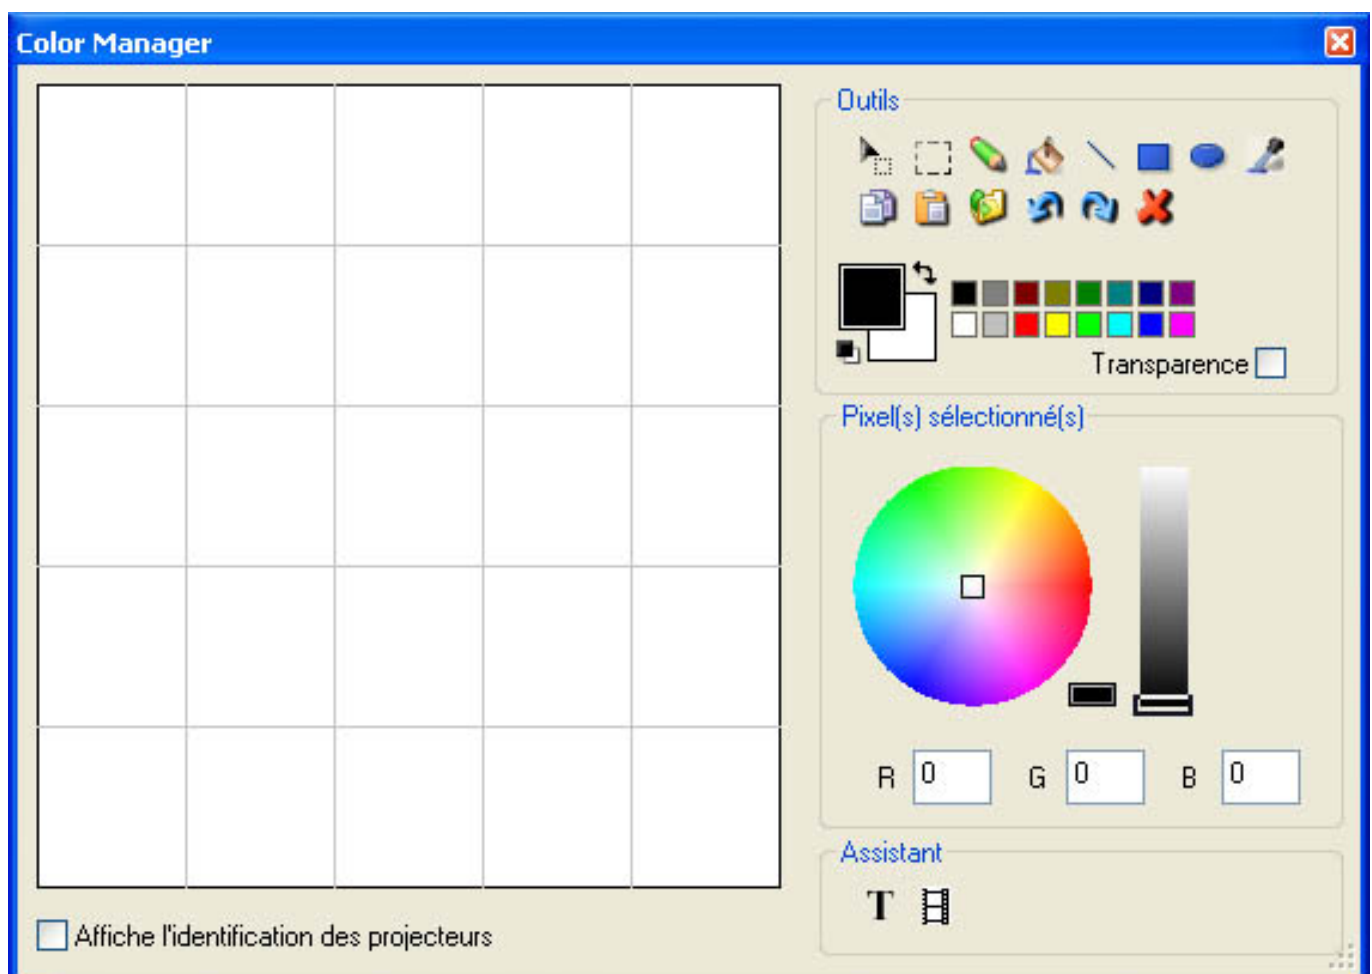 Color Manager
Outils
Transparence
Pixel(s) sélectionné(s)
R 0 G 0 B 0
Assistant
T
Affiche l'identification des projecteurs